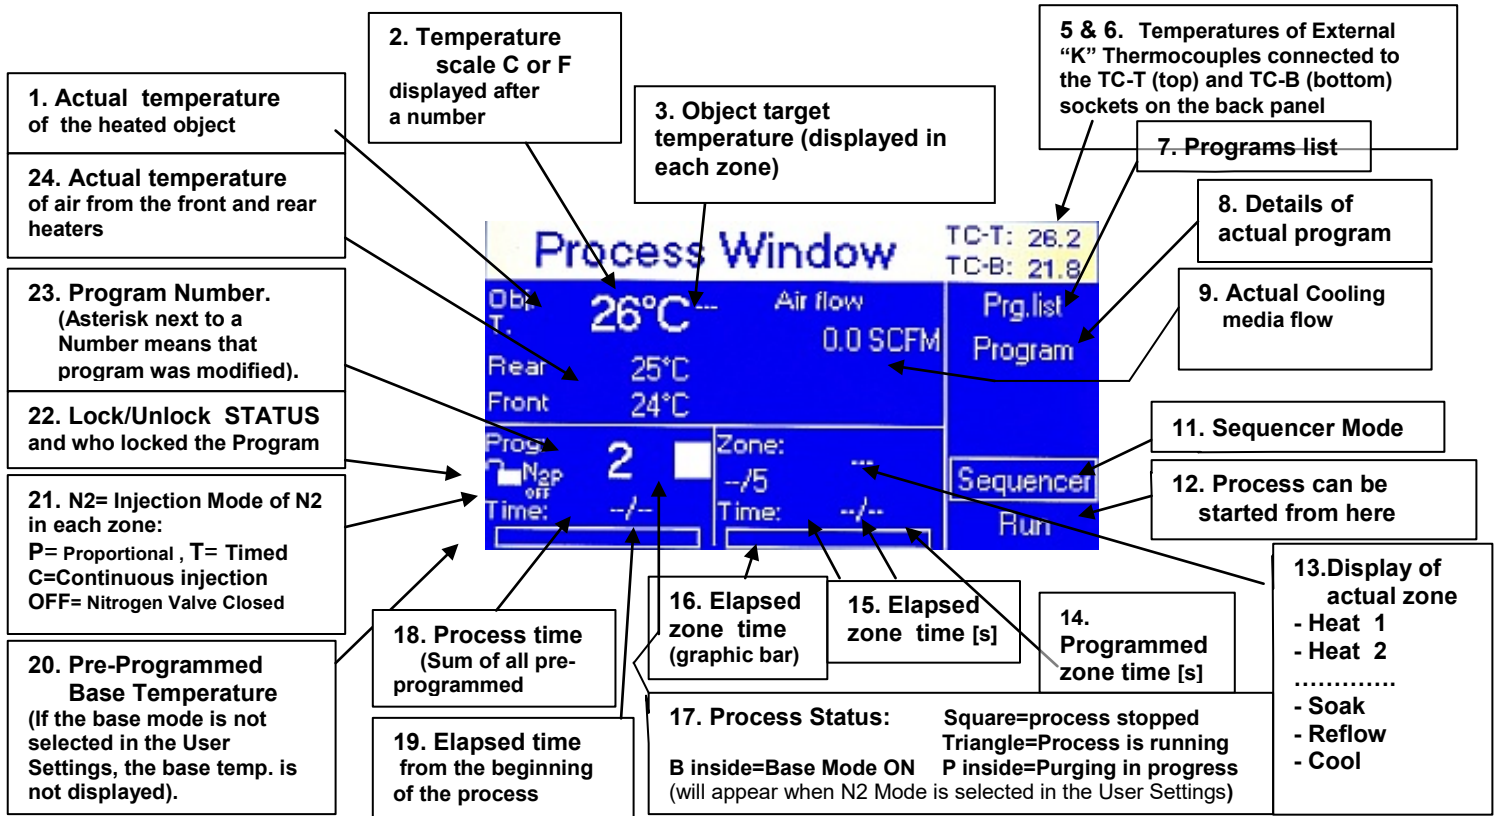 2. Temperature
scale C or F
displayed after
a number
5 & 6. Temperatures of External
“K” Thermocouples connected to
the TC-T (top) and TC-B (bottom)
sockets on the back panel
1. Actual temperature
of the heated object
3. Object target
temperature (displayed in
each zone)
7. Programs list
24. Actual temperature
of air from the front and rear
heaters
8. Details of
actual program
23. Program Number.
(Asterisk next to a
Number means that
program was modified).
9. Actual Cooling
media flow
22. Lock/Unlock STATUS
and who locked the Program
11. Sequencer Mode
21. N2= Injection Mode of N2
in each zone:
P= Proportional , T= Timed
C=Continuous injection
OFF= Nitrogen Valve Closed
12. Process can be
started from here
Process Window
TC-T: 26.2
TC-B: 21.8
Obj.
T.
26°C ---
Air flow
0.0 SCFM
Rear 25°C
Front 24°C
Prg.list
Program
Prog:
2
N2P
OFF
Time: --/--
Zone:
---
--/5
Time: --/--
Sequencer
Run
20. Pre-Programmed
Base Temperature
(If the base mode is not
selected in the User
Settings, the base temp. is
not displayed).
18. Process time
(Sum of all pre-
programmed
19. Elapsed time
from the beginning
of the process
16. Elapsed
zone time
(graphic bar)
15. Elapsed
zone time [s]
14.
Programmed
zone time [s]
13.Display of
actual zone
- Heat 1
- Heat 2
………….
- Soak
- Reflow
- Cool
17. Process Status: Square=process stopped
Triangle=Process is running
B inside=Base Mode ON P inside=Purging in progress
(will appear when N2 Mode is selected in the User Settings)